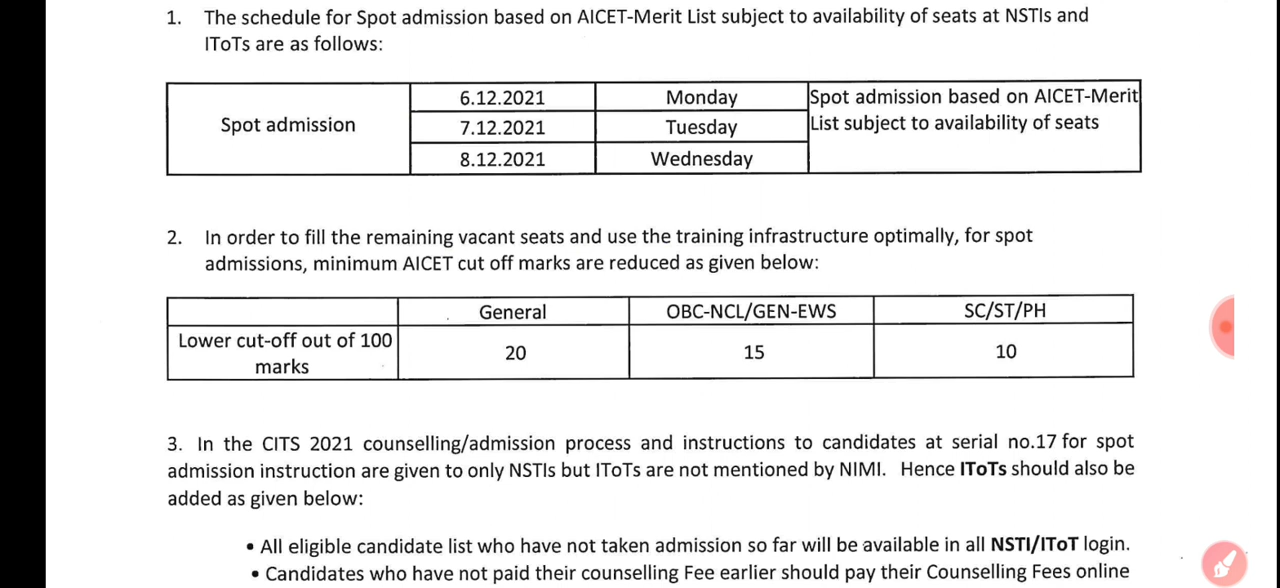 1. The schedule for Spot admission based on AICET-Merit List subject to availability of seats at NSTIs and
IToTs are as follows:
Spot admission
6.12.2021 Monday
7.12.2021 Tuesday
8.12.2021 Wednesday
Spot admission based on AICET-Merit
List subject to availability of seats
2. In order to fill the remaining vacant seats and use the training infrastructure optimally, for spot
admissions, minimum AICET cut off marks are reduced as given below:
General OBC-NCL/GEN-EWS SC/ST/PH
Lower cut-off out of 100
marks
20 15 10
3. In the CITS 2021 counselling/admission process and instructions to candidates at serial no.17 for spot
admission instruction are given to only NSTIs but IToTs are not mentioned by NIMI. Hence IToTs should also be
added as given below:
• All eligible candidate list who have not taken admission so far will be available in all NSTI/IToT login.
• Candidates who have not paid their counselling Fee earlier should pay their Counselling Fees online